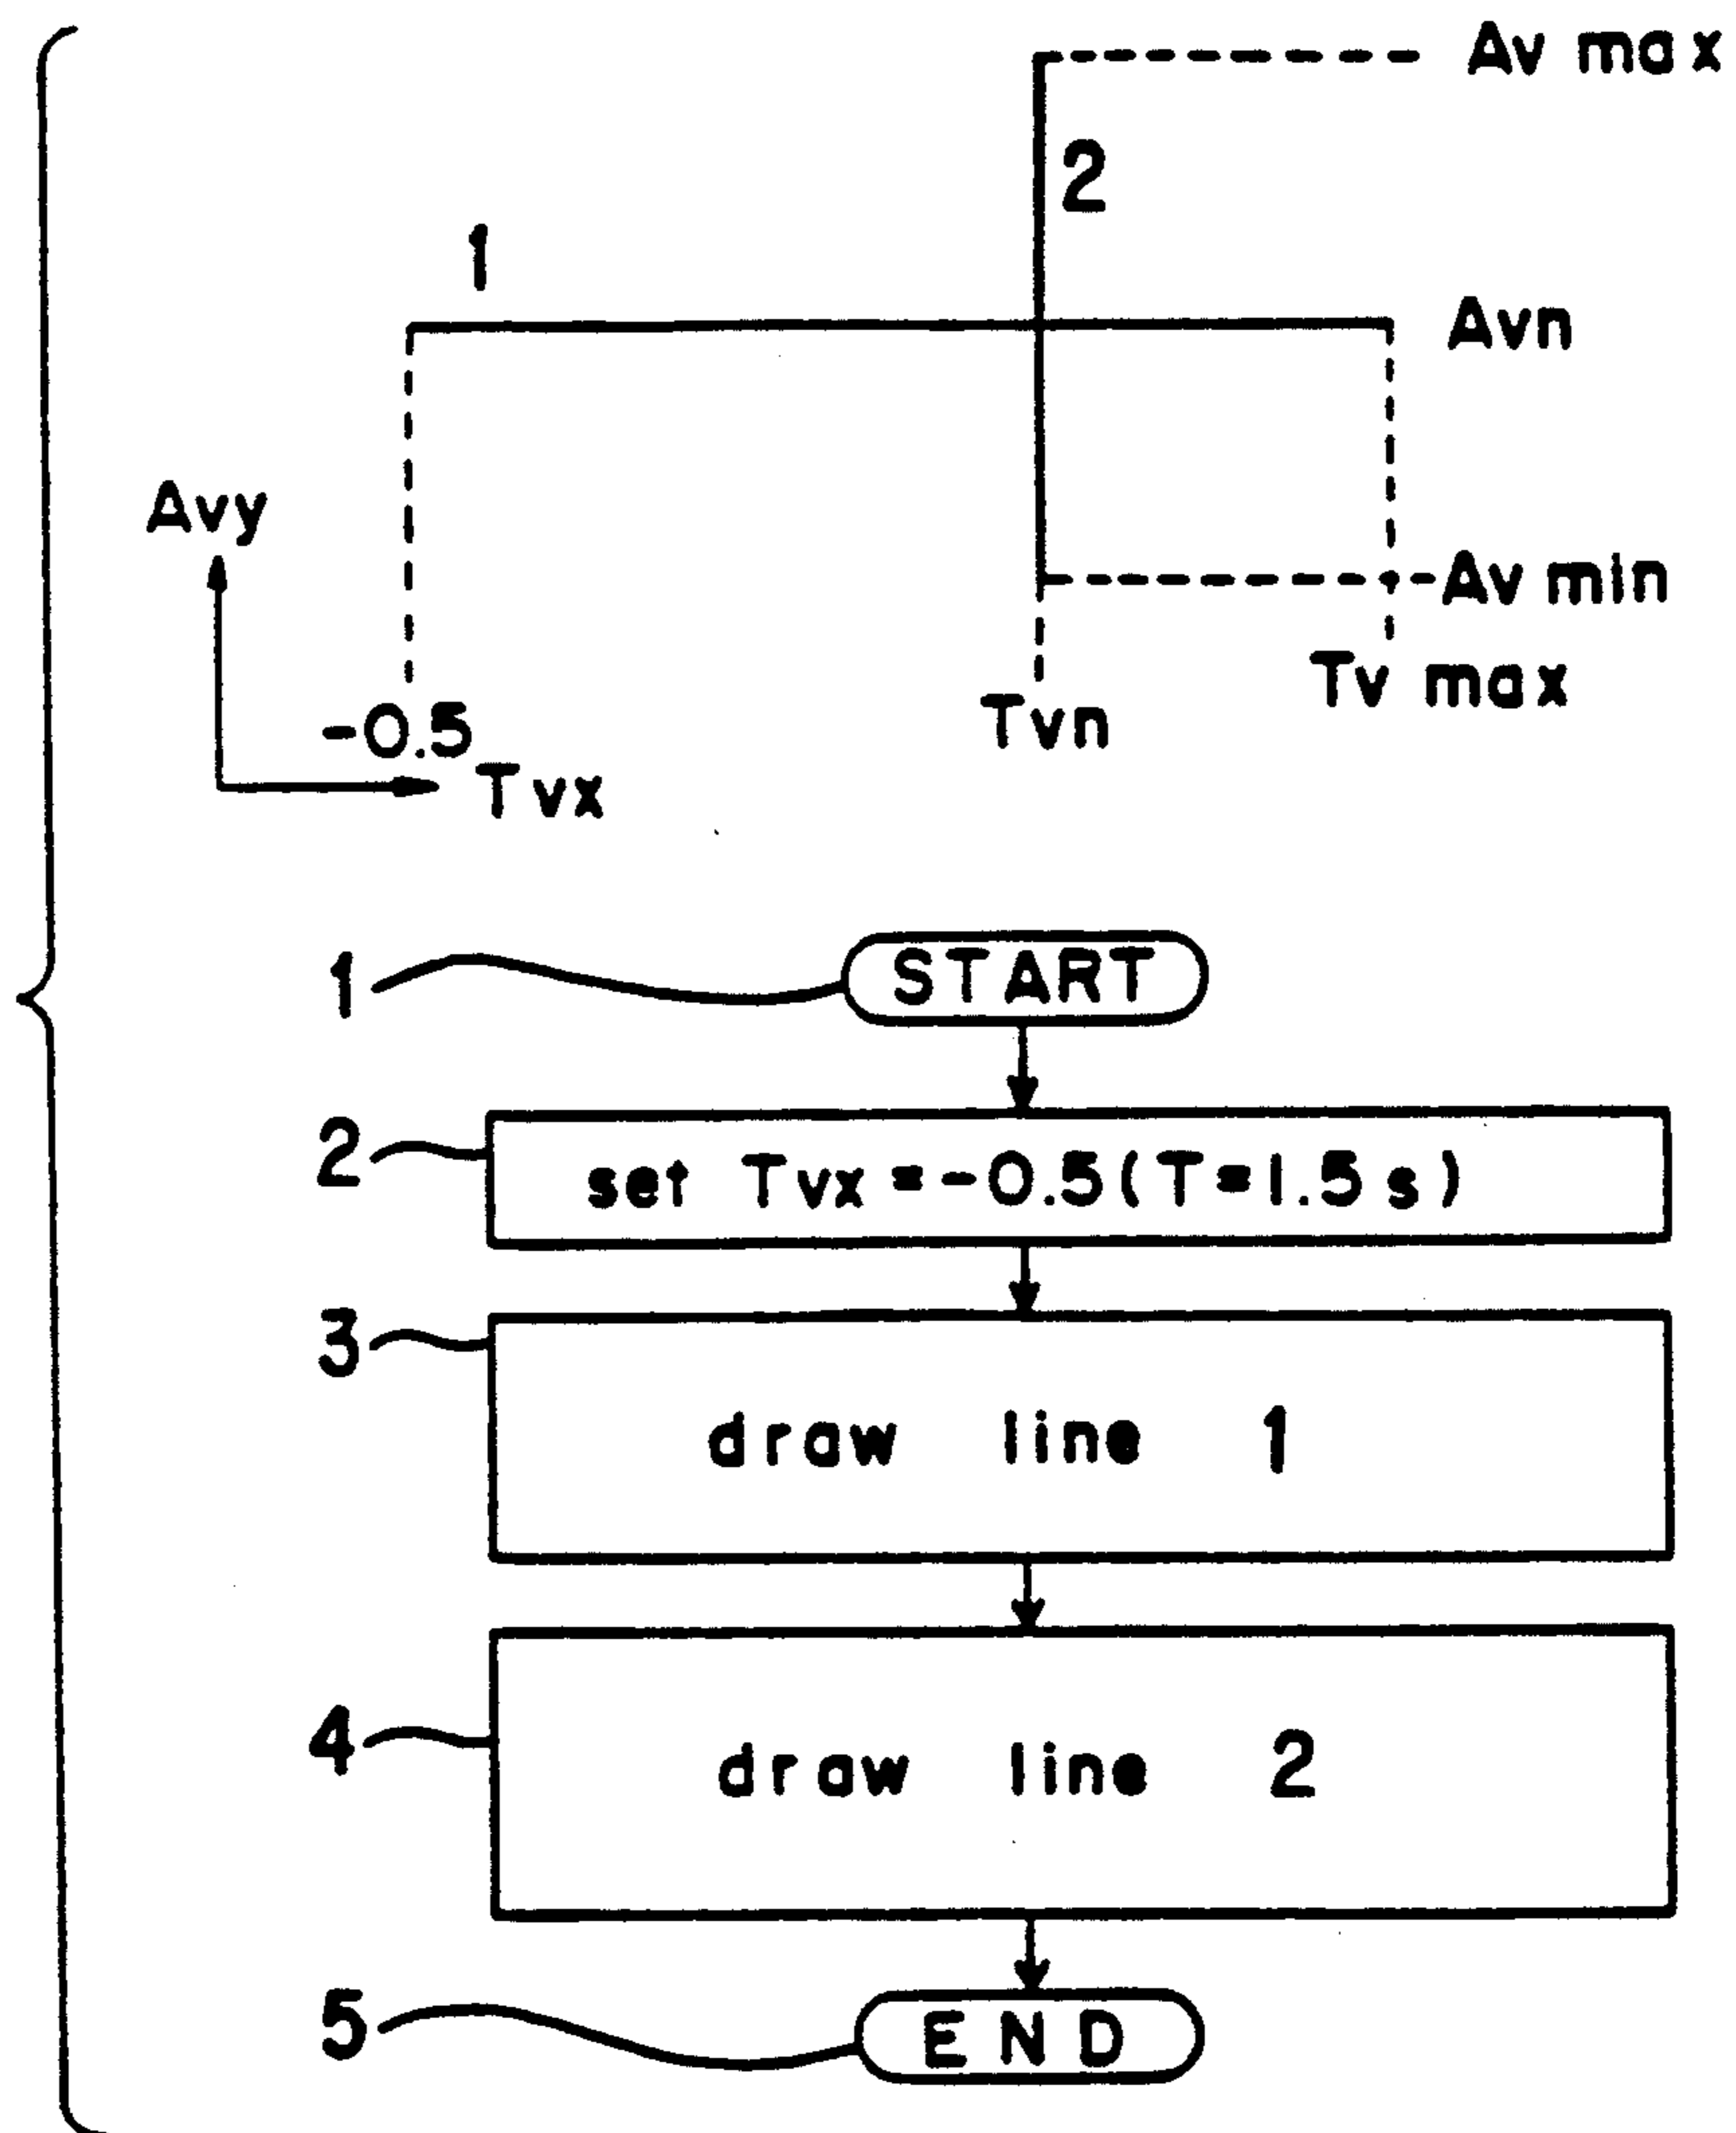 Av max
2
1
Avn
Avy
Av min
Tv max
-0.5
Tvn
Tvx
1 START
2 set Tvx=-0.5(T=1.5s)
3 draw line 1
4 draw line 2
5 END